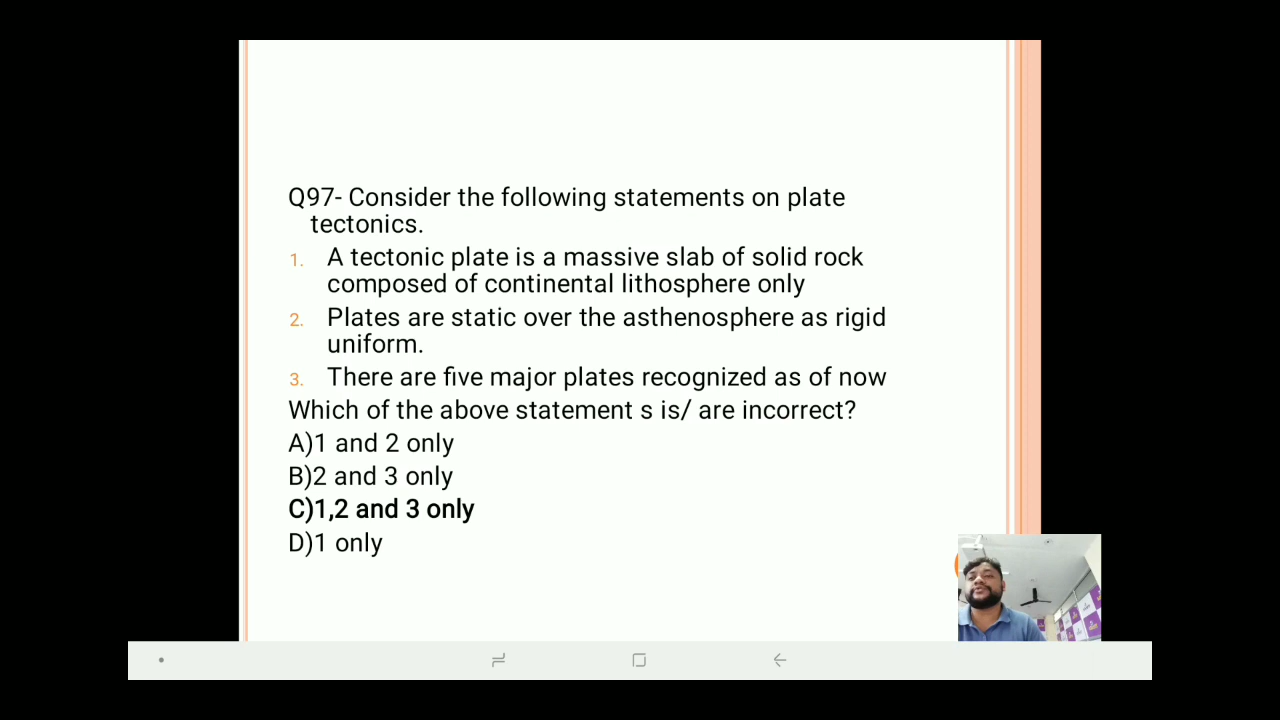 Q97- Consider the following statements on plate
tectonics.
1. A tectonic plate is a massive slab of solid rock
composed of continental lithosphere only
2. Plates are static over the asthenosphere as rigid
uniform.
3. There are five major plates recognized as of now
Which of the above statement s is/ are incorrect?
A)1 and 2 only
B)2 and 3 only
C)1,2 and 3 only
D)1 only